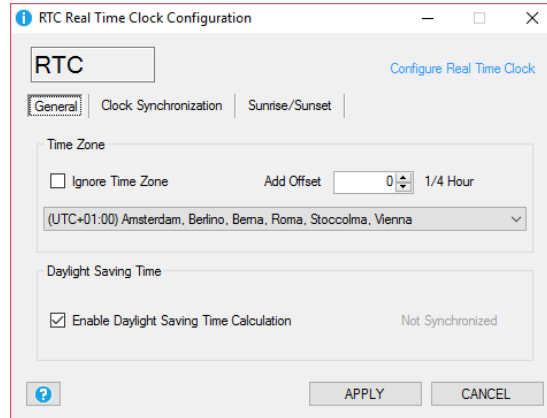 RTC Real Time Clock Configuration
RTC
Configure Real Time Clock
General Clock Synchronization Sunrise/Sunset
Time Zone
Ignore Time Zone Add Offset 0 1/4 Hour
(UTC+01:00) Amsterdam, Berlino, Berna, Roma, Stoccolma, Vienna
Daylight Saving Time
Enable Daylight Saving Time Calculation Not Synchronized
? APPLY CANCEL